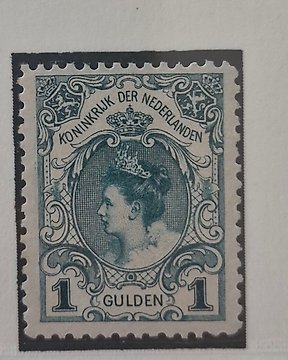 KONINKRIJK DER NEDERLANDEN
1 GULDEN 1